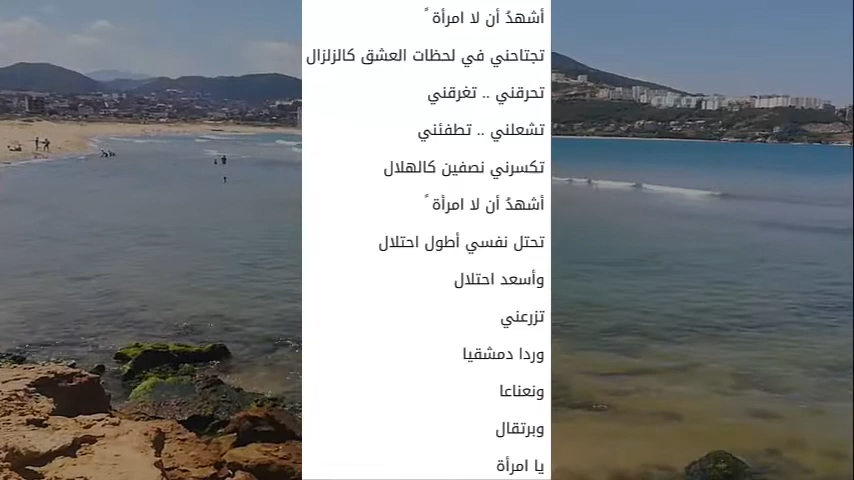 أشهدُ أن لا امرأة ً
تجتاحني في لحظات العشق كالزلزال
تحرقني .. تغرقني
تشعلني .. تطفئني
تكسرني نصفين كالهلال
أشهدُ أن لا امرأة ً
تحتل نفسي أطول احتلال
وأسعد احتلال
تزرعني
وردا دمشقيا
ونعناعا
وبرتقال
يا امرأة